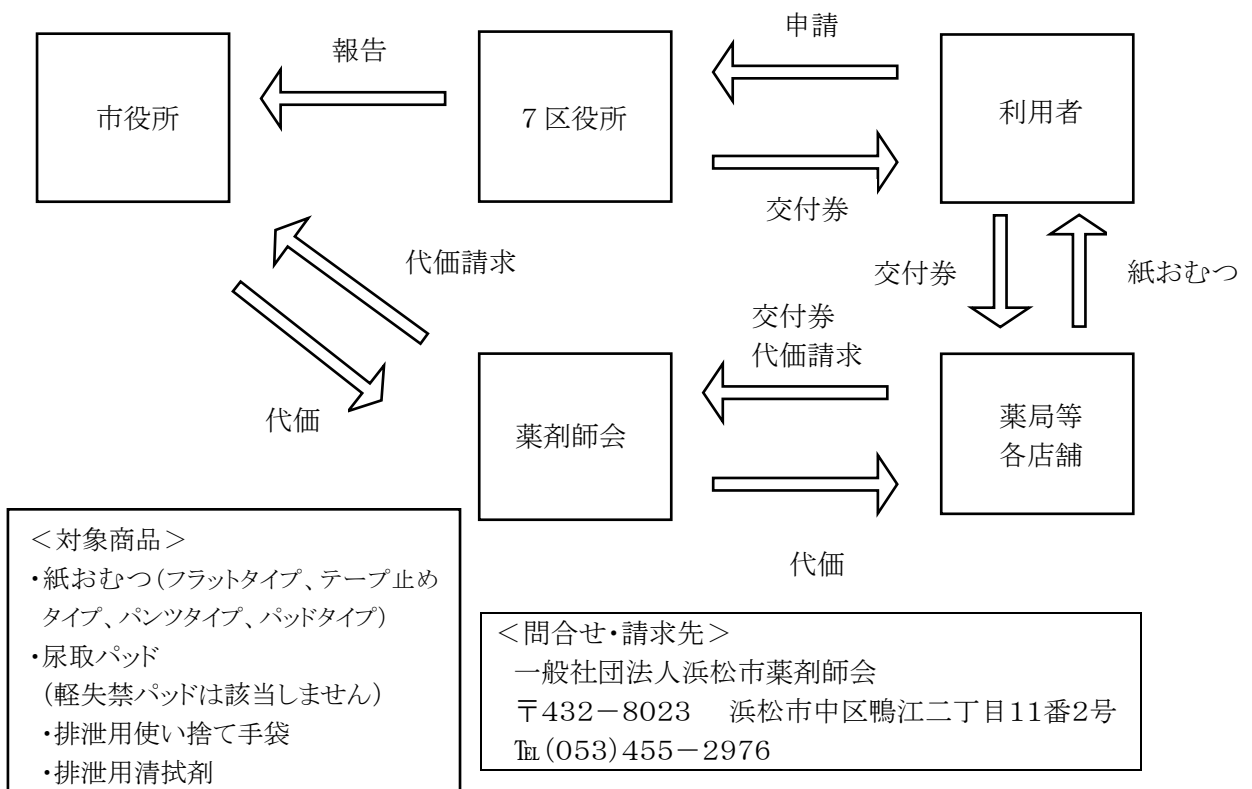 申請
報告
市役所
7区役所
利用者
交付券
代価請求
交付券
紙おむつ
交付券
代価請求
代価
薬剤師会
薬局等
各店舗
代価
＜対象商品＞
・紙おむつ(フラットタイプ、テープ止め
タイプ、パンツタイプ、パッドタイプ)
・尿取パッド
(軽失禁パッドは該当しません)
・排泄用使い捨て手袋
・排泄用清拭剤
＜問合せ・請求先＞
一般社団法人浜松市薬剤師会
〒432－8023　浜松市中区鴨江二丁目11番2号
℡(053)455－2976